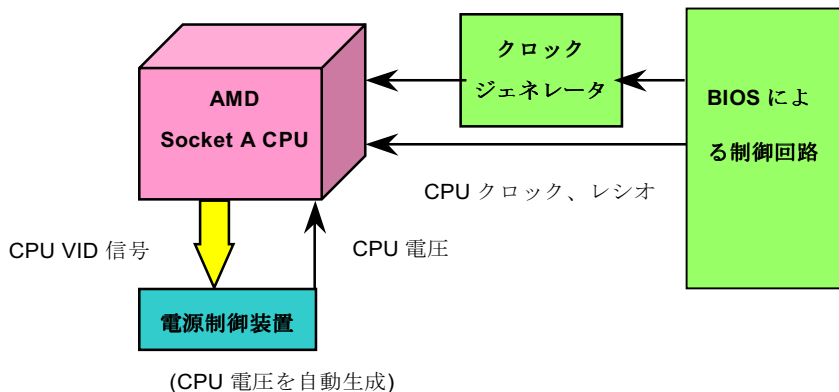 クロック
ジェネレータ
AMD
Socket A CPU
BIOS によ
る制御回路
CPU クロック、レシオ
CPU VID 信号
CPU 電圧
電源制御装置
(CPU 電圧を自動生成)